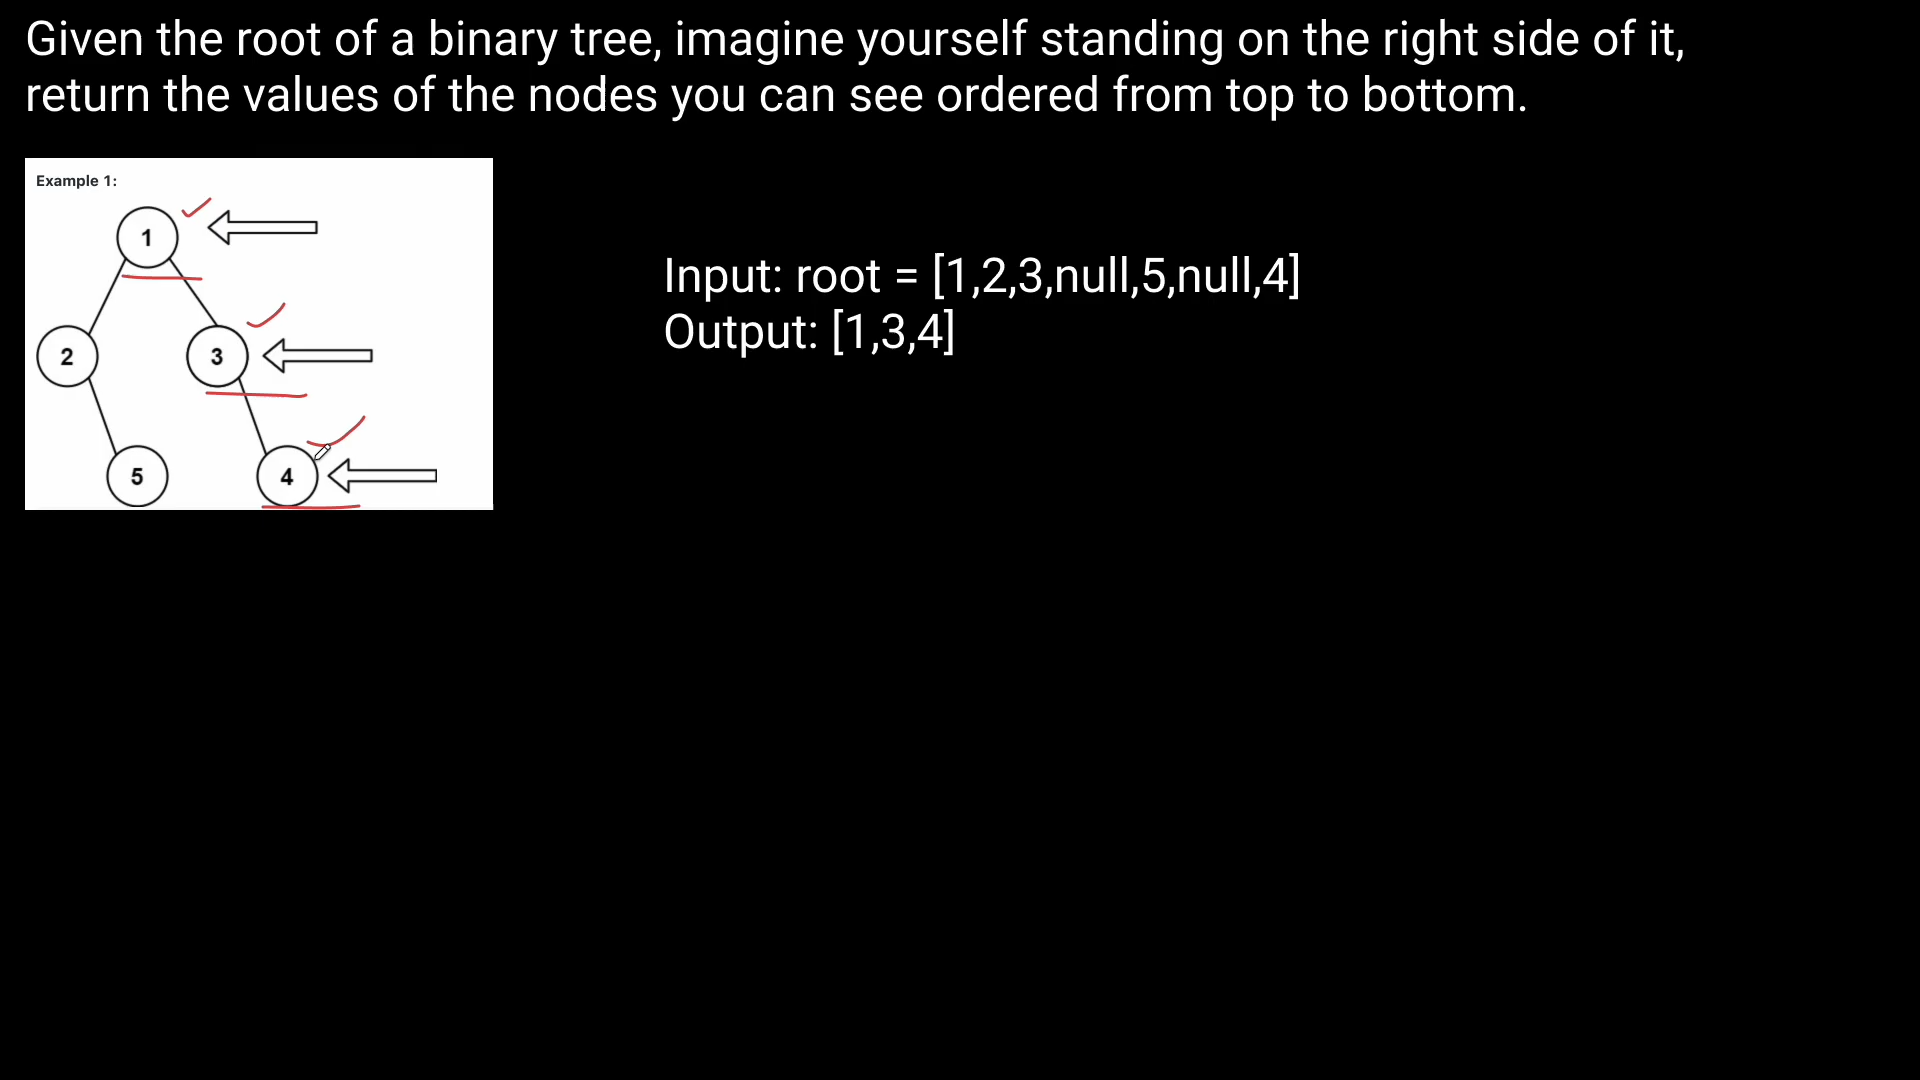 Given the root of a binary tree, imagine yourself standing on the right side of it,
return the values of the nodes you can see ordered from top to bottom.
Example 1:
1
2
3
5
4
Input: root = [1,2,3,null,5,null,4]
Output: [1,3,4]